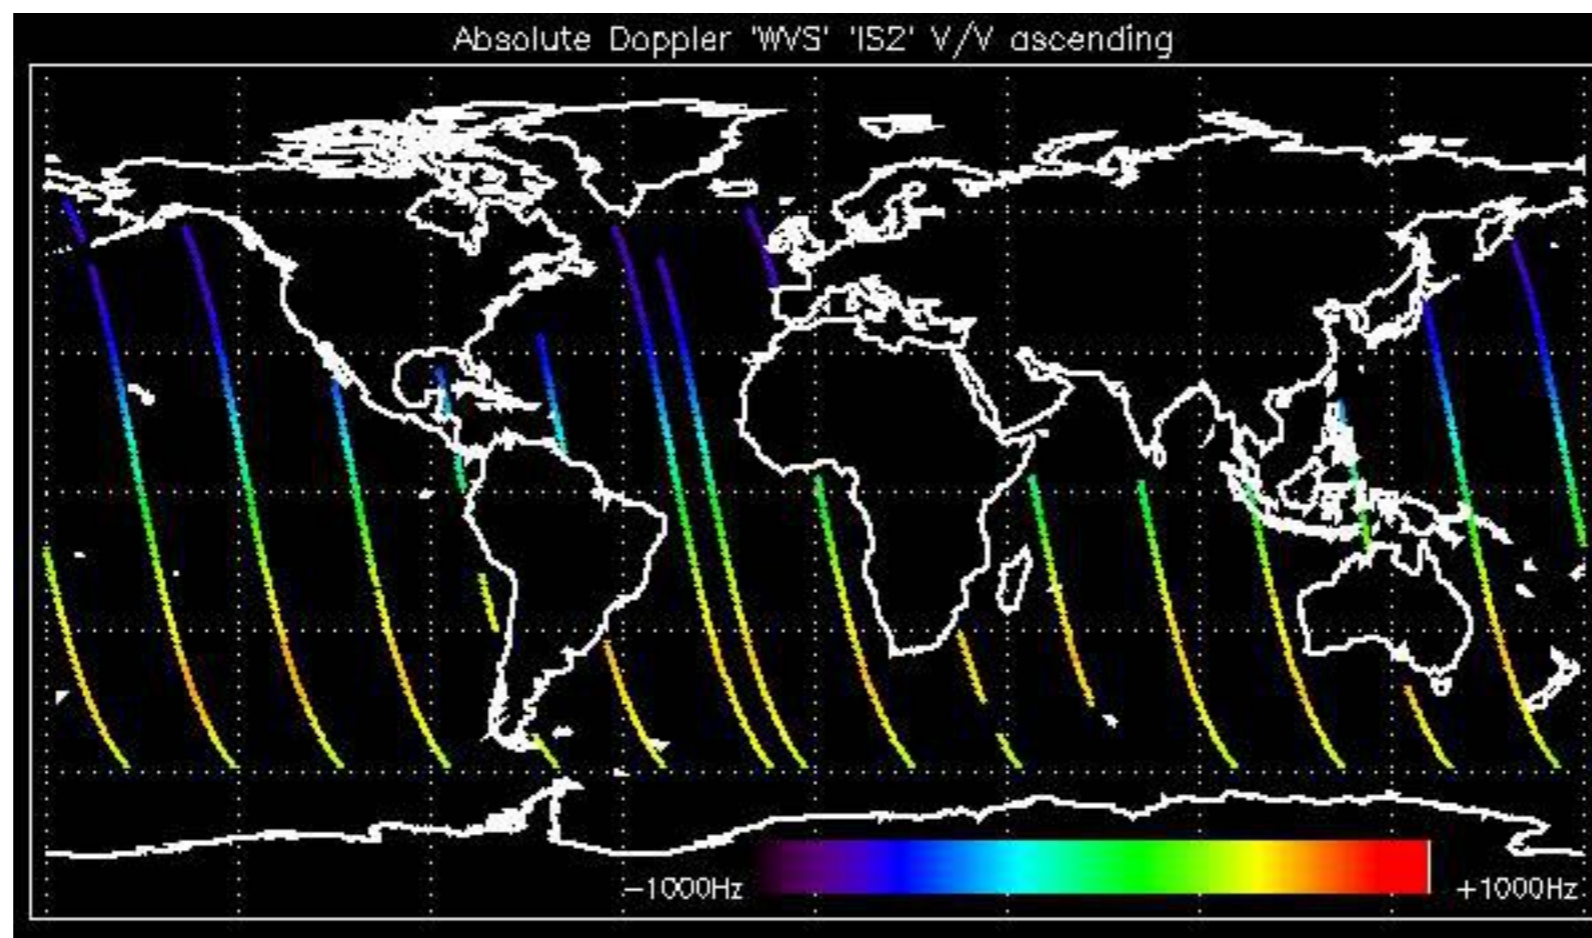 Absolute Doppler 'WVS' 'IS2' V/V ascending
-1000Hz
+1000Hz